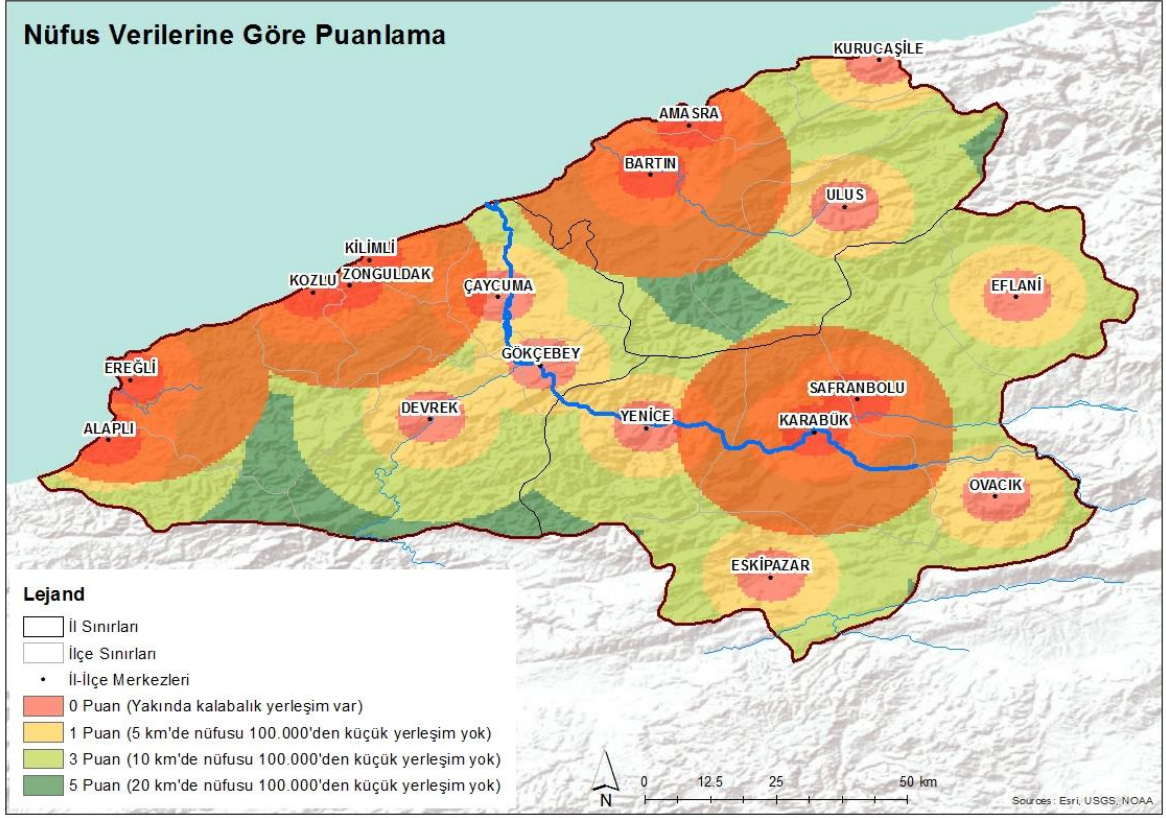 Nüfus Verilerine Göre Puanlama
KURUCAŞİLE
AMASRA
BARTIN
ULUS
KİLİMLİ
ZONGULDAK
KOZLU
ÇAYCUMA
EFLANİ
GÖKÇEBEY
EREĞLİ
SAFRANBOLU
DEVREK
YENİCE
KARABÜK
ALAPLI
OVACIK
ESKİPAZAR
Lejand
İl Sınırları
İlçe Sınırları
İl-İlçe Merkezleri
0 Puan (Yakında kalabalık yerleşim var)
1 Puan (5 km'de nüfusu 100.000'den küçük yerleşim yok)
3 Puan (10 km'de nüfusu 100.000'den küçük yerleşim yok)
5 Puan (20 km'de nüfusu 100.000'den küçük yerleşim yok)
N
0 12.5 25 50 km
Sources: Esri, USGS, NOAA